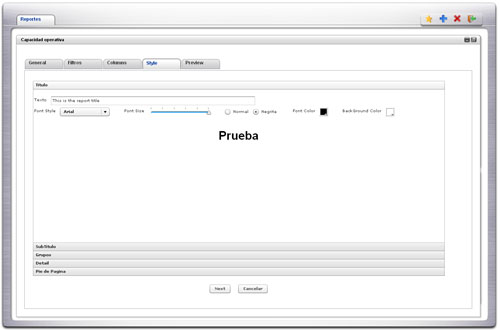 Reportes
Capacidad operativa
General Filtros Columns Style Preview
Titulo
Texto This is the report title
Font Style Arial Font Size Normal Negrita Font Color BackGround Color
Prueba
SubTitulo
Grupos
Detail
Pie de Pagina
Next Cancelar